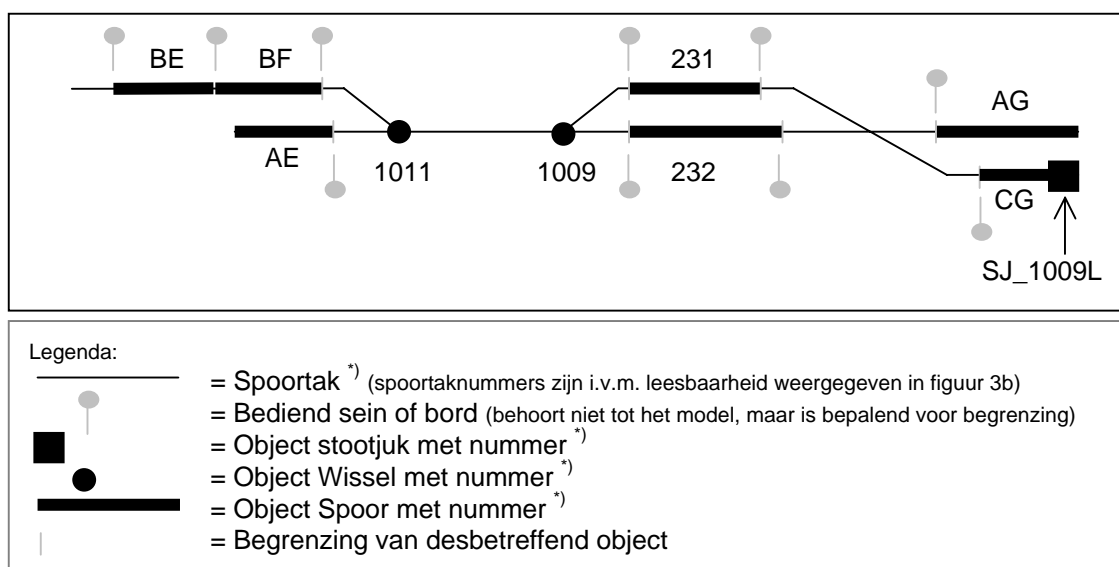 BE BF 231 AG
AE 1011 1009 232 CG
SJ_1009L
Legenda:
= Spoortak *) (spoortaknummers zijn i.v.m. leesbaarheid weergegeven in figuur 3b)
= Bediend sein of bord (behoort niet tot het model, maar is bepalend voor begrenzing)
= Object stootjuk met nummer *)
= Object Wissel met nummer *)
= Object Spoor met nummer *)
= Begrenzing van desbetreffend object